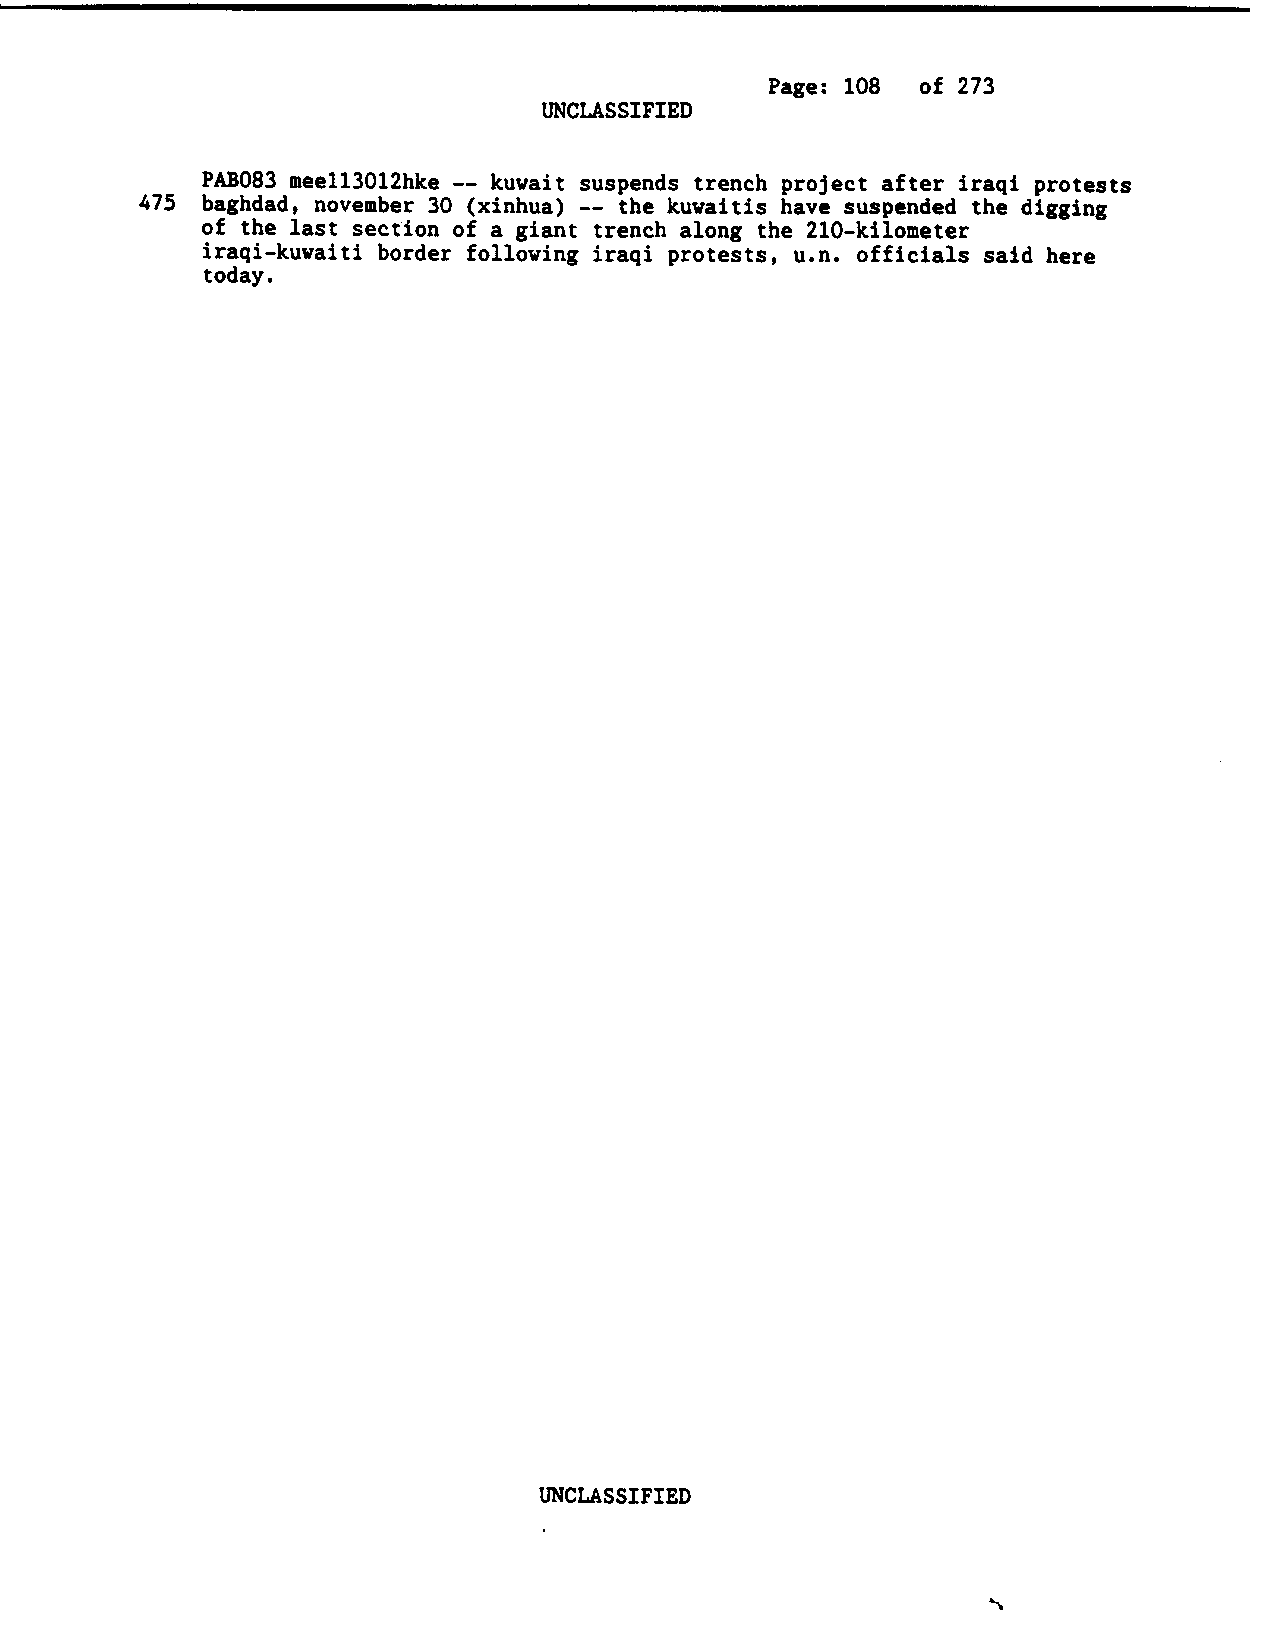 Page: 108 of 273
UNCLASSIFIED
PAB083 mee113012hke -- kuwait suspends trench project after iraqi protests
475 baghdad, november 30 (xinhua) -- the kuwaitis have suspended the digging
of the last section of a giant trench along the 210-kilometer
iraqi-kuwaiti border following iraqi protests, u.n. officials said here
today.
UNCLASSIFIED